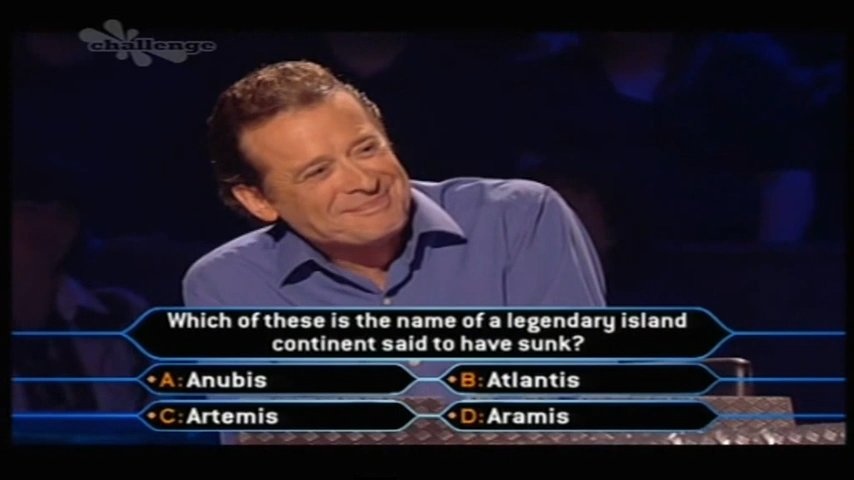 challenge
Which of these is the name of a legendary island
continent said to have sunk?
A: Anubis
B: Atlantis
C: Artemis
D: Aramis